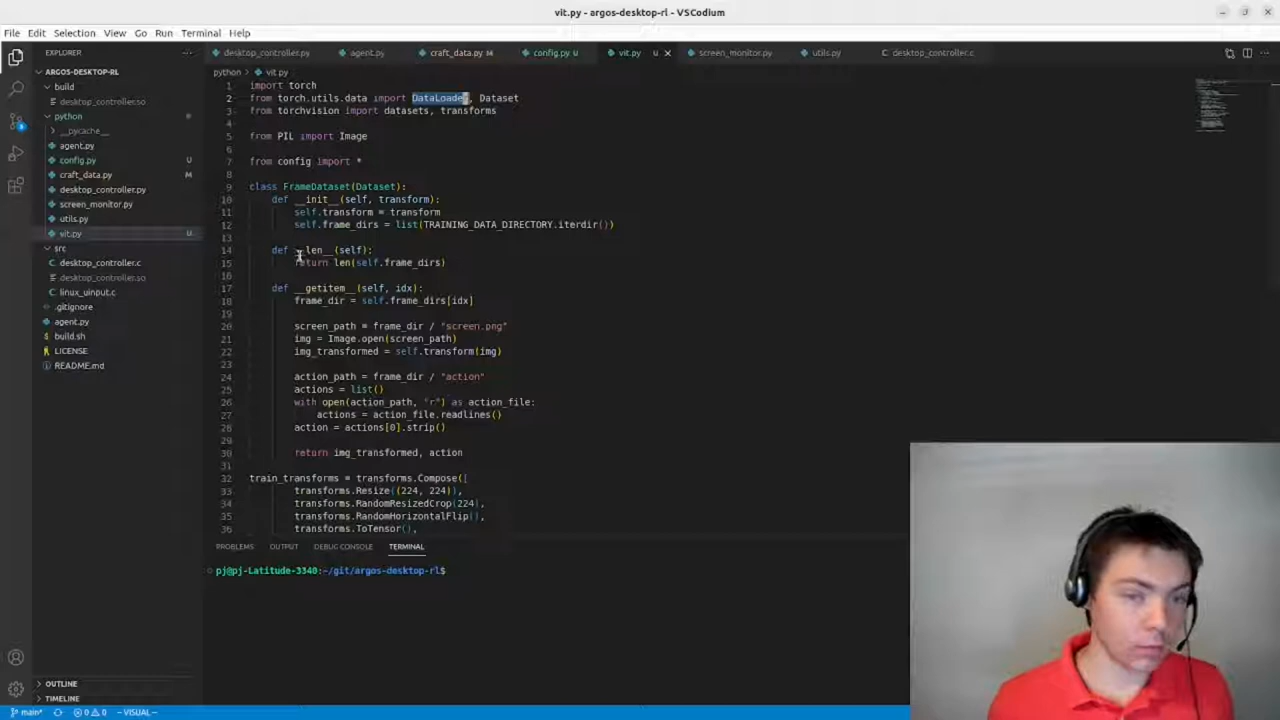 vit.py - argos-desktop-rl - VSCodium
File Edit Selection View Go Run Terminal Help
EXPLORER
desktop_controller.py agent.py craft_data.py M config.py U vit.py U screen_monitor.py utils.py desktop_controller.c
ARGOS-DESKTOP-RL
build
desktop_controller.so
python
__pycache__
agent.py
config.py U
craft_data.py M
desktop_controller.py
screen_monitor.py
utils.py
vit.py U
src
desktop_controller.c
desktop_controller.so
linux_uinput.c
.gitignore
agent.py
build.sh
LICENSE
README.md
OUTLINE
TIMELINE
python > vit.py
1 import torch
2 from torch.utils.data import DataLoader, Dataset
3 from torchvision import datasets, transforms
4
5 from PIL import Image
6
7 from config import *
8
9 class FrameDataset(Dataset):
10 def __init__(self, transform):
11 self.transform = transform
12 self.frame_dirs = list(TRAINING_DATA_DIRECTORY.iterdir())
13
14 def __len__(self):
15 return len(self.frame_dirs)
16
17 def __getitem__(self, idx):
18 frame_dir = self.frame_dirs[idx]
19
20 screen_path = frame_dir / "screen.png"
21 img = Image.open(screen_path)
22 img_transformed = self.transform(img)
23
24 action_path = frame_dir / "action"
25 actions = list()
26 with open(action_path, "r") as action_file:
27 actions = action_file.readlines()
28 action = actions[0].strip()
29
30 return img_transformed, action
31
32 train_transforms = transforms.Compose([
33 transforms.Resize((224, 224)),
34 transforms.RandomResizedCrop(224),
35 transforms.RandomHorizontalFlip(),
36 transforms.ToTensor(),
PROBLEMS OUTPUT DEBUG CONSOLE TERMINAL
pj@pj-Latitude-3340:~/git/argos-desktop-rl$
main* 0 0 -- VISUAL --